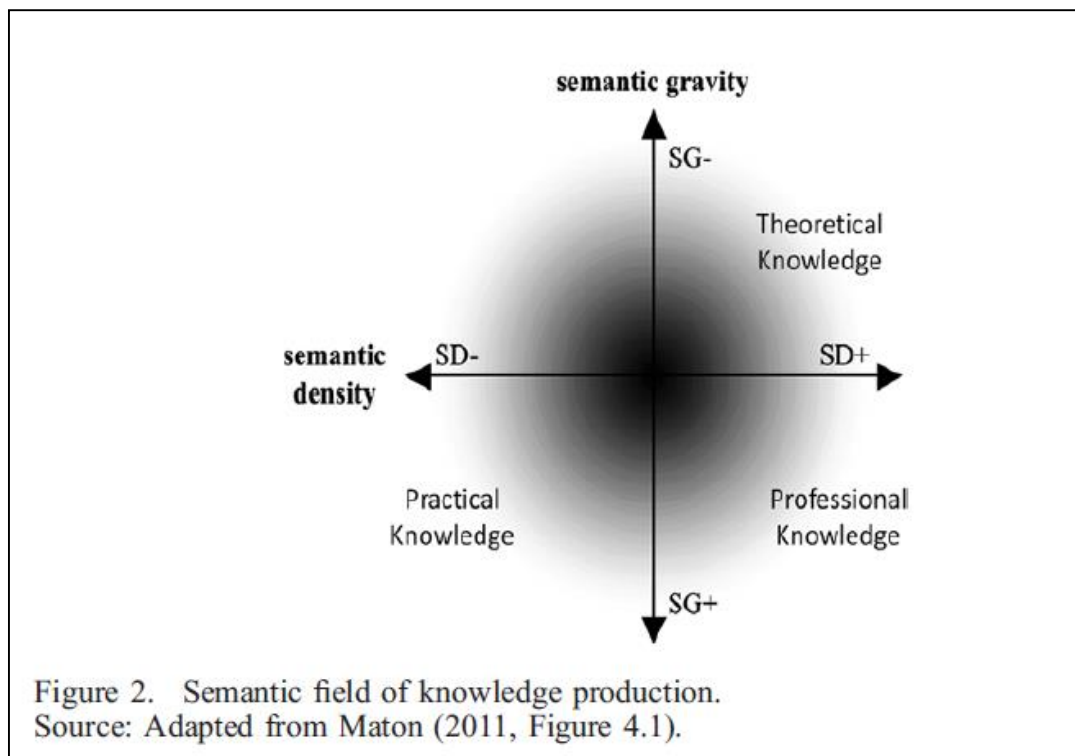 semantic gravity
SG-
Theoretical
Knowledge
semantic
density
SD-
SD+
Practical
Knowledge
Professional
Knowledge
SG+
Figure 2. Semantic field of knowledge production.
Source: Adapted from Maton (2011, Figure 4.1).